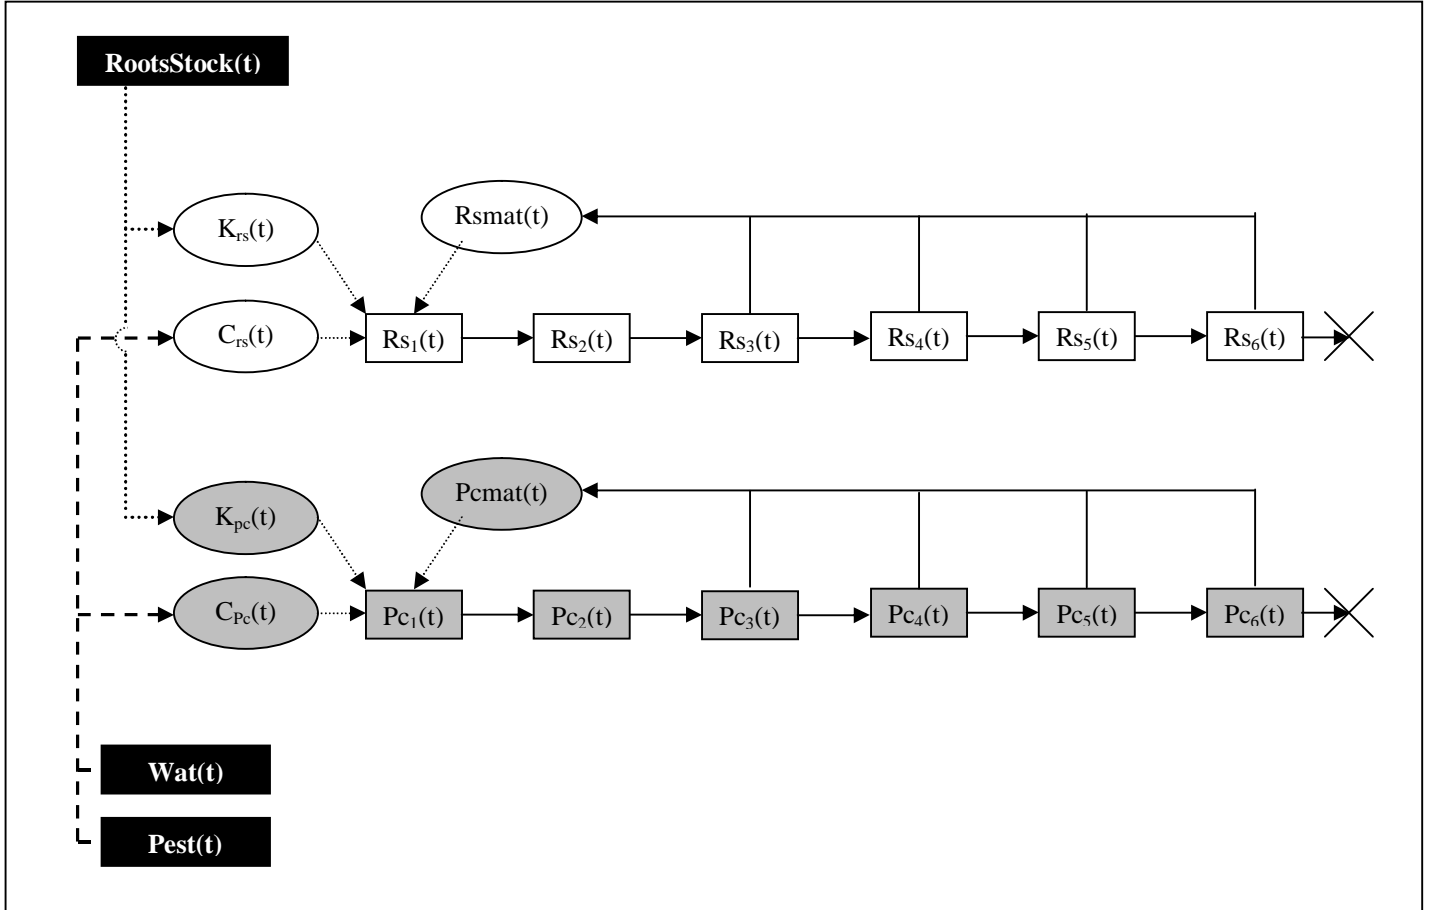 RootsStock(t)
Krs(t)
Rsmat(t)
Crs(t)
Rs1(t)
Rs2(t)
Rs3(t)
Rs4(t)
Rs5(t)
Rs6(t)
Kpc(t)
Pcmat(t)
CPc(t)
Pc1(t)
Pc2(t)
Pc3(t)
Pc4(t)
Pc5(t)
Pc6(t)
Wat(t)
Pest(t)